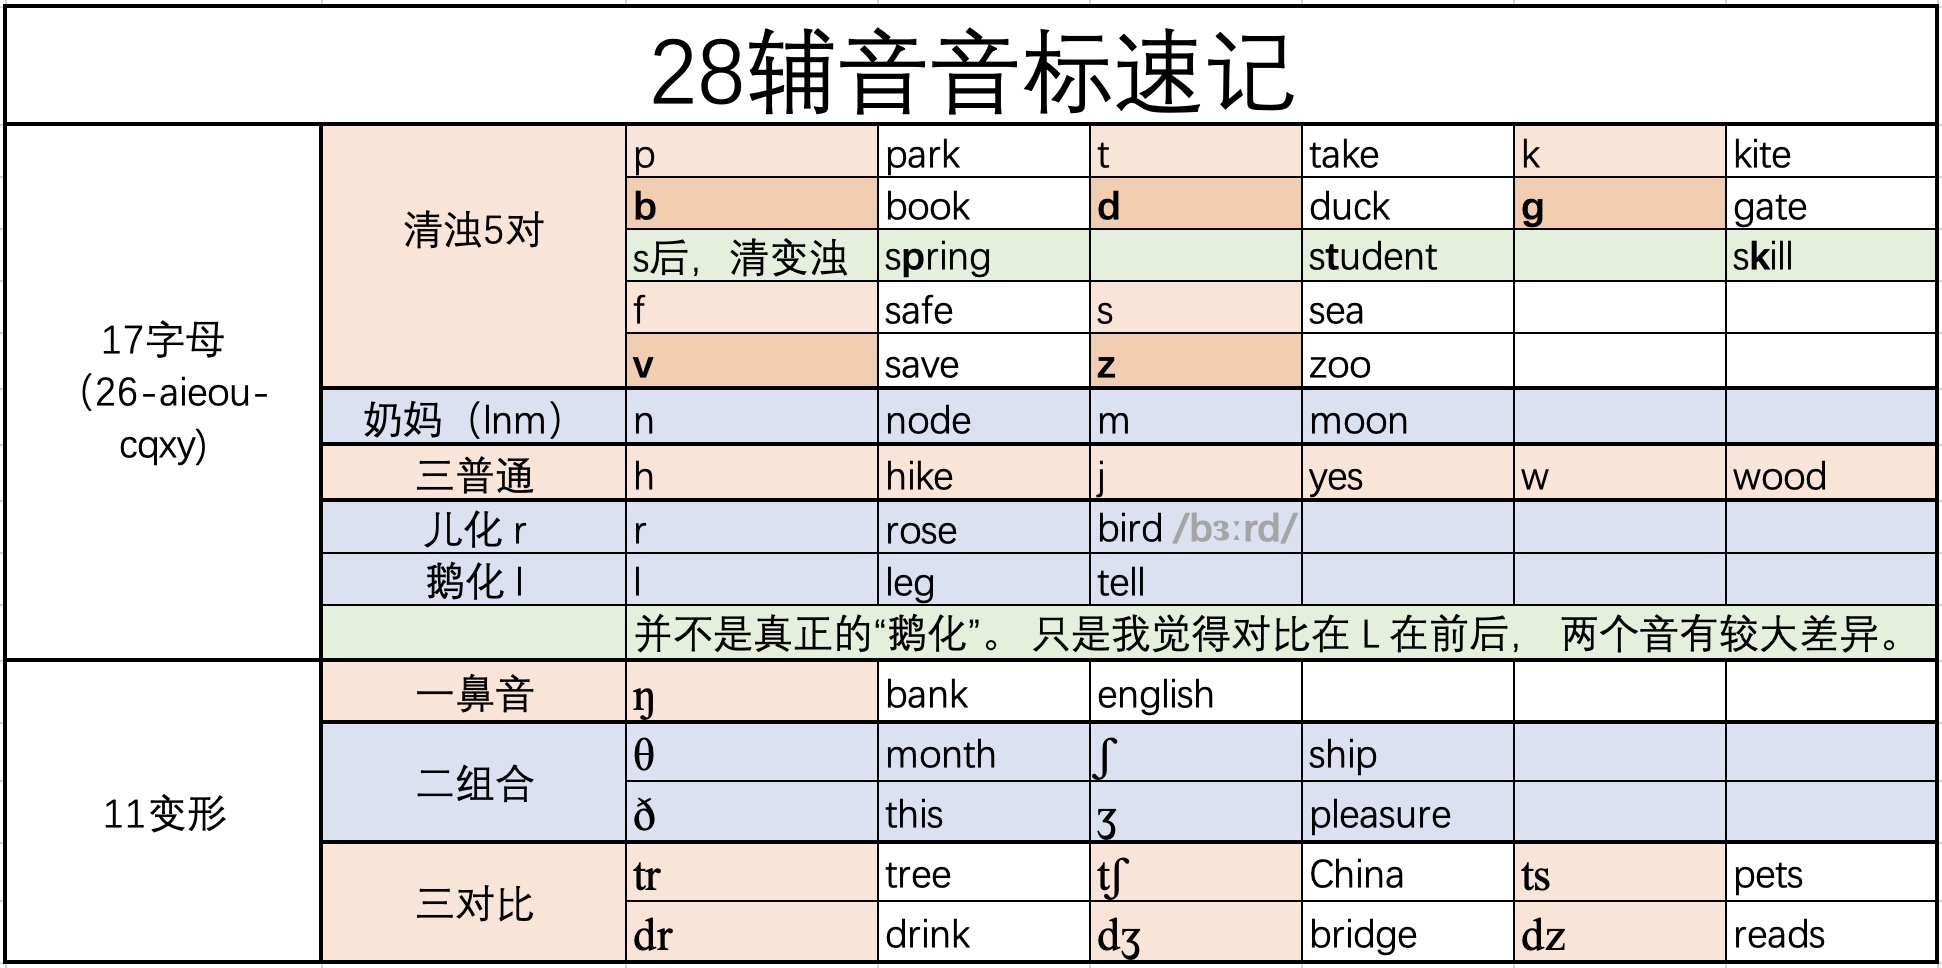 28辅音音标速记
17字母
（26-aieou-
cqxy)
清浊5对
p park t take k kite
b book d duck g gate
s后，清变浊 spring student skill
f safe s sea
v save z zoo
奶妈（lnm） n node m moon
三普通 h hike j yes w wood
儿化 r r rose bird /bɜːrd/
鹅化 l l leg tell
并不是真正的“鹅化”。 只是我觉得对比在 L 在前后， 两个音有较大差异。
11变形
一鼻音 ŋ bank english
二组合
θ month ʃ ship
ð this ʒ pleasure
三对比
tr tree tʃ China ts pets
dr drink dʒ bridge dz reads